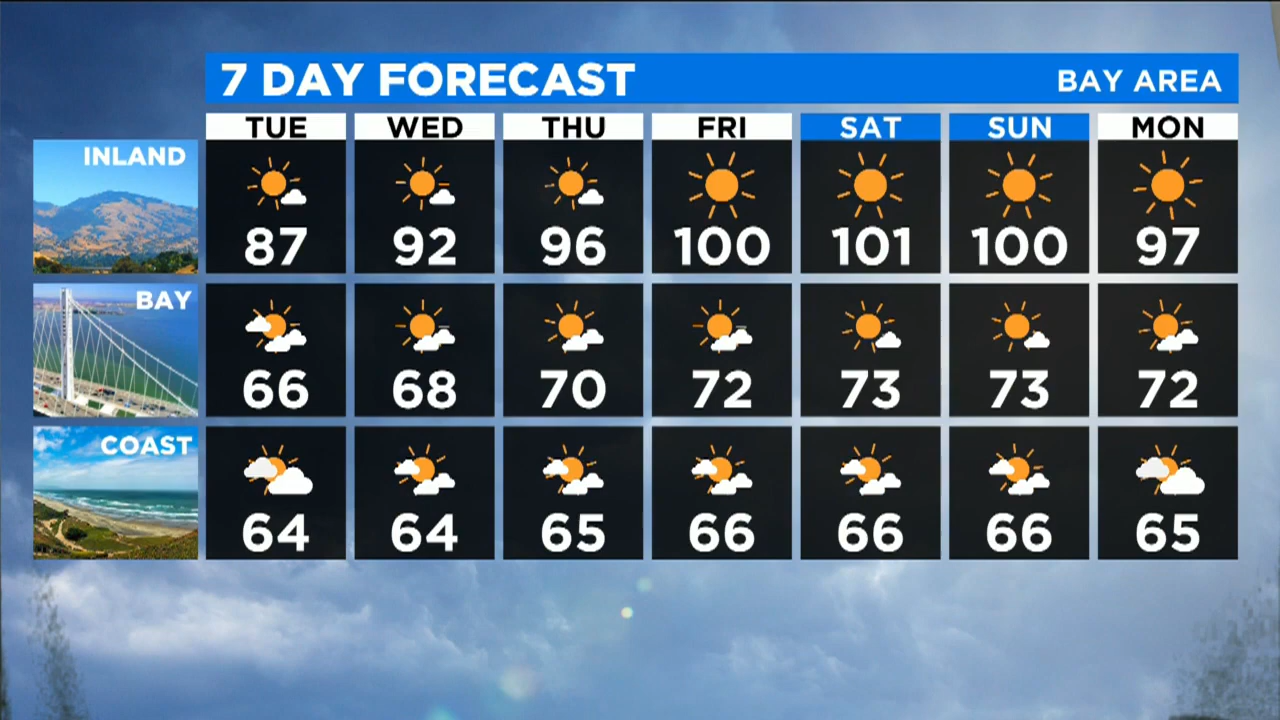 7 DAY FORECAST BAY AREA
TUE WED THU FRI SAT SUN MON
INLAND
87 92 96 100 101 100 97
BAY
66 68 70 72 73 73 72
COAST
64 64 65 66 66 66 65